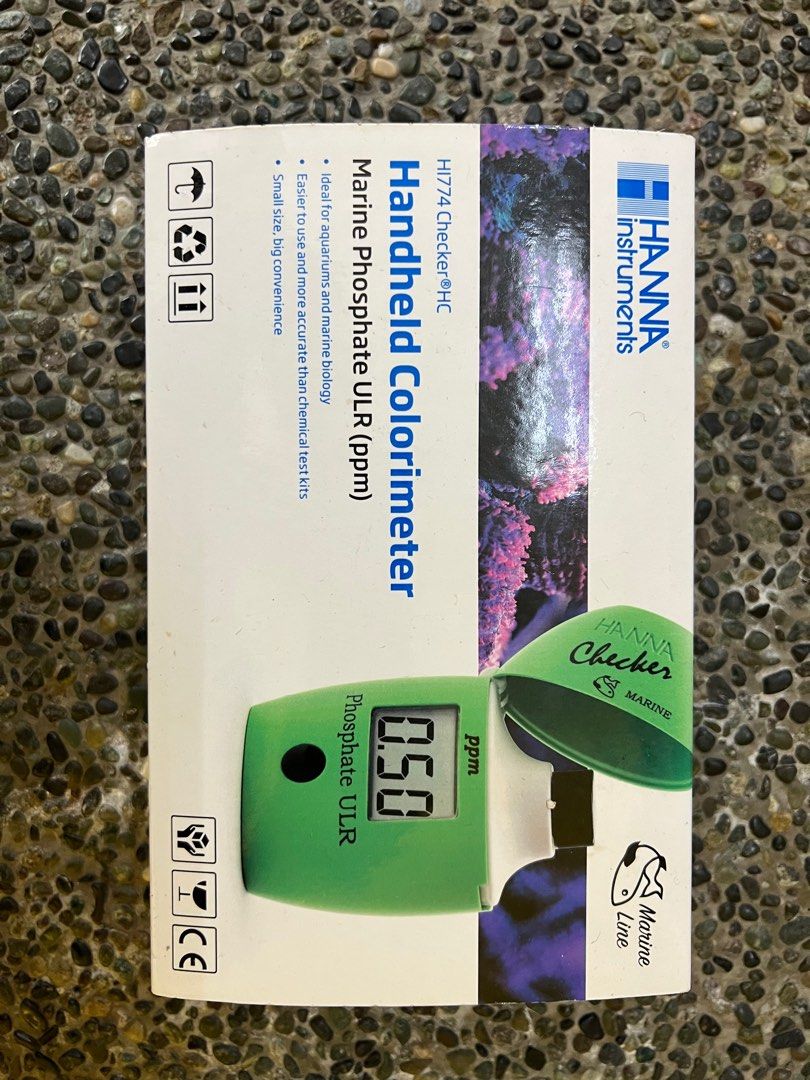 HANNA®
instruments
Marine
Line
HI774 Checker®HC
Handheld Colorimeter
Marine Phosphate ULR (ppm)
• Ideal for aquariums and marine biology
• Easier to use and more accurate than chemical test kits
• Small size, big convenience
HANNA
Checker
MARINE
ppm
0.50
Phosphate ULR
CE